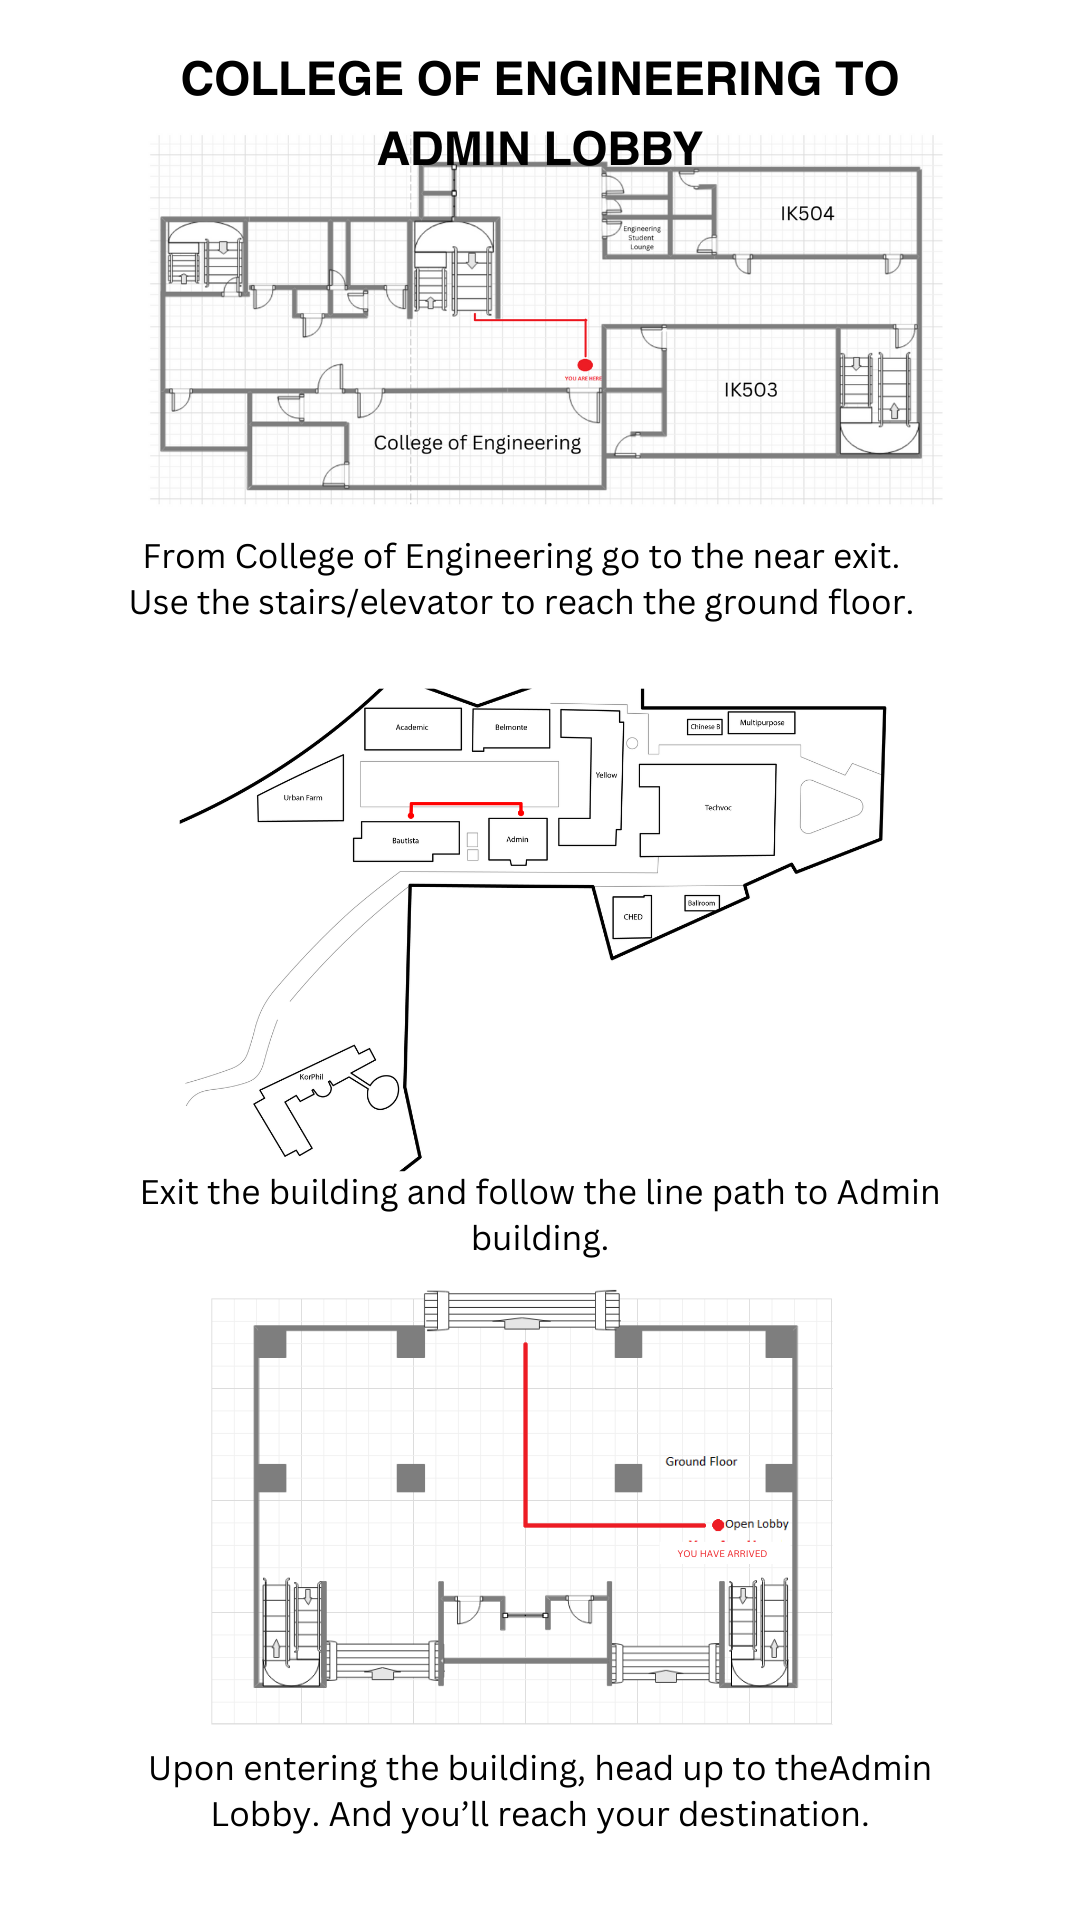 COLLEGE OF ENGINEERING TO
ADMIN LOBBY
IK504
Engineering
Student
Lounge
YOU ARE HERE
IK503
College of Engineering
From College of Engineering go to the near exit.
Use the stairs/elevator to reach the ground floor.
Academic
Belmonte
Chinese B
Multipurpose
Yellow
Urban Farm
Techvoc
Bautista
Admin
CHED
Ballroom
KorPhil
Exit the building and follow the line path to Admin
building.
Ground Floor
Open Lobby
YOU HAVE ARRIVED
Upon entering the building, head up to theAdmin
Lobby. And you’ll reach your destination.